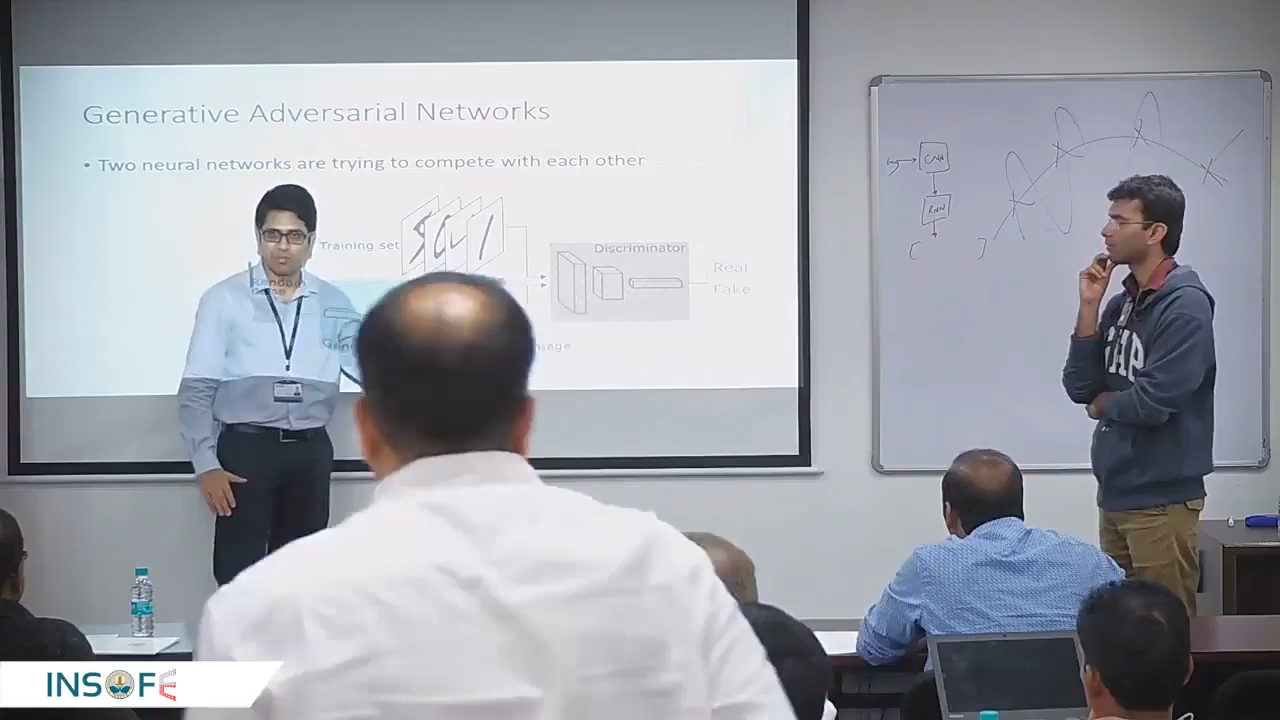 Generative Adversarial Networks
• Two neural networks are trying to compete with each other
Training set
Discriminator
Real
Fake
CNN
RNN
GAP
INSOFE